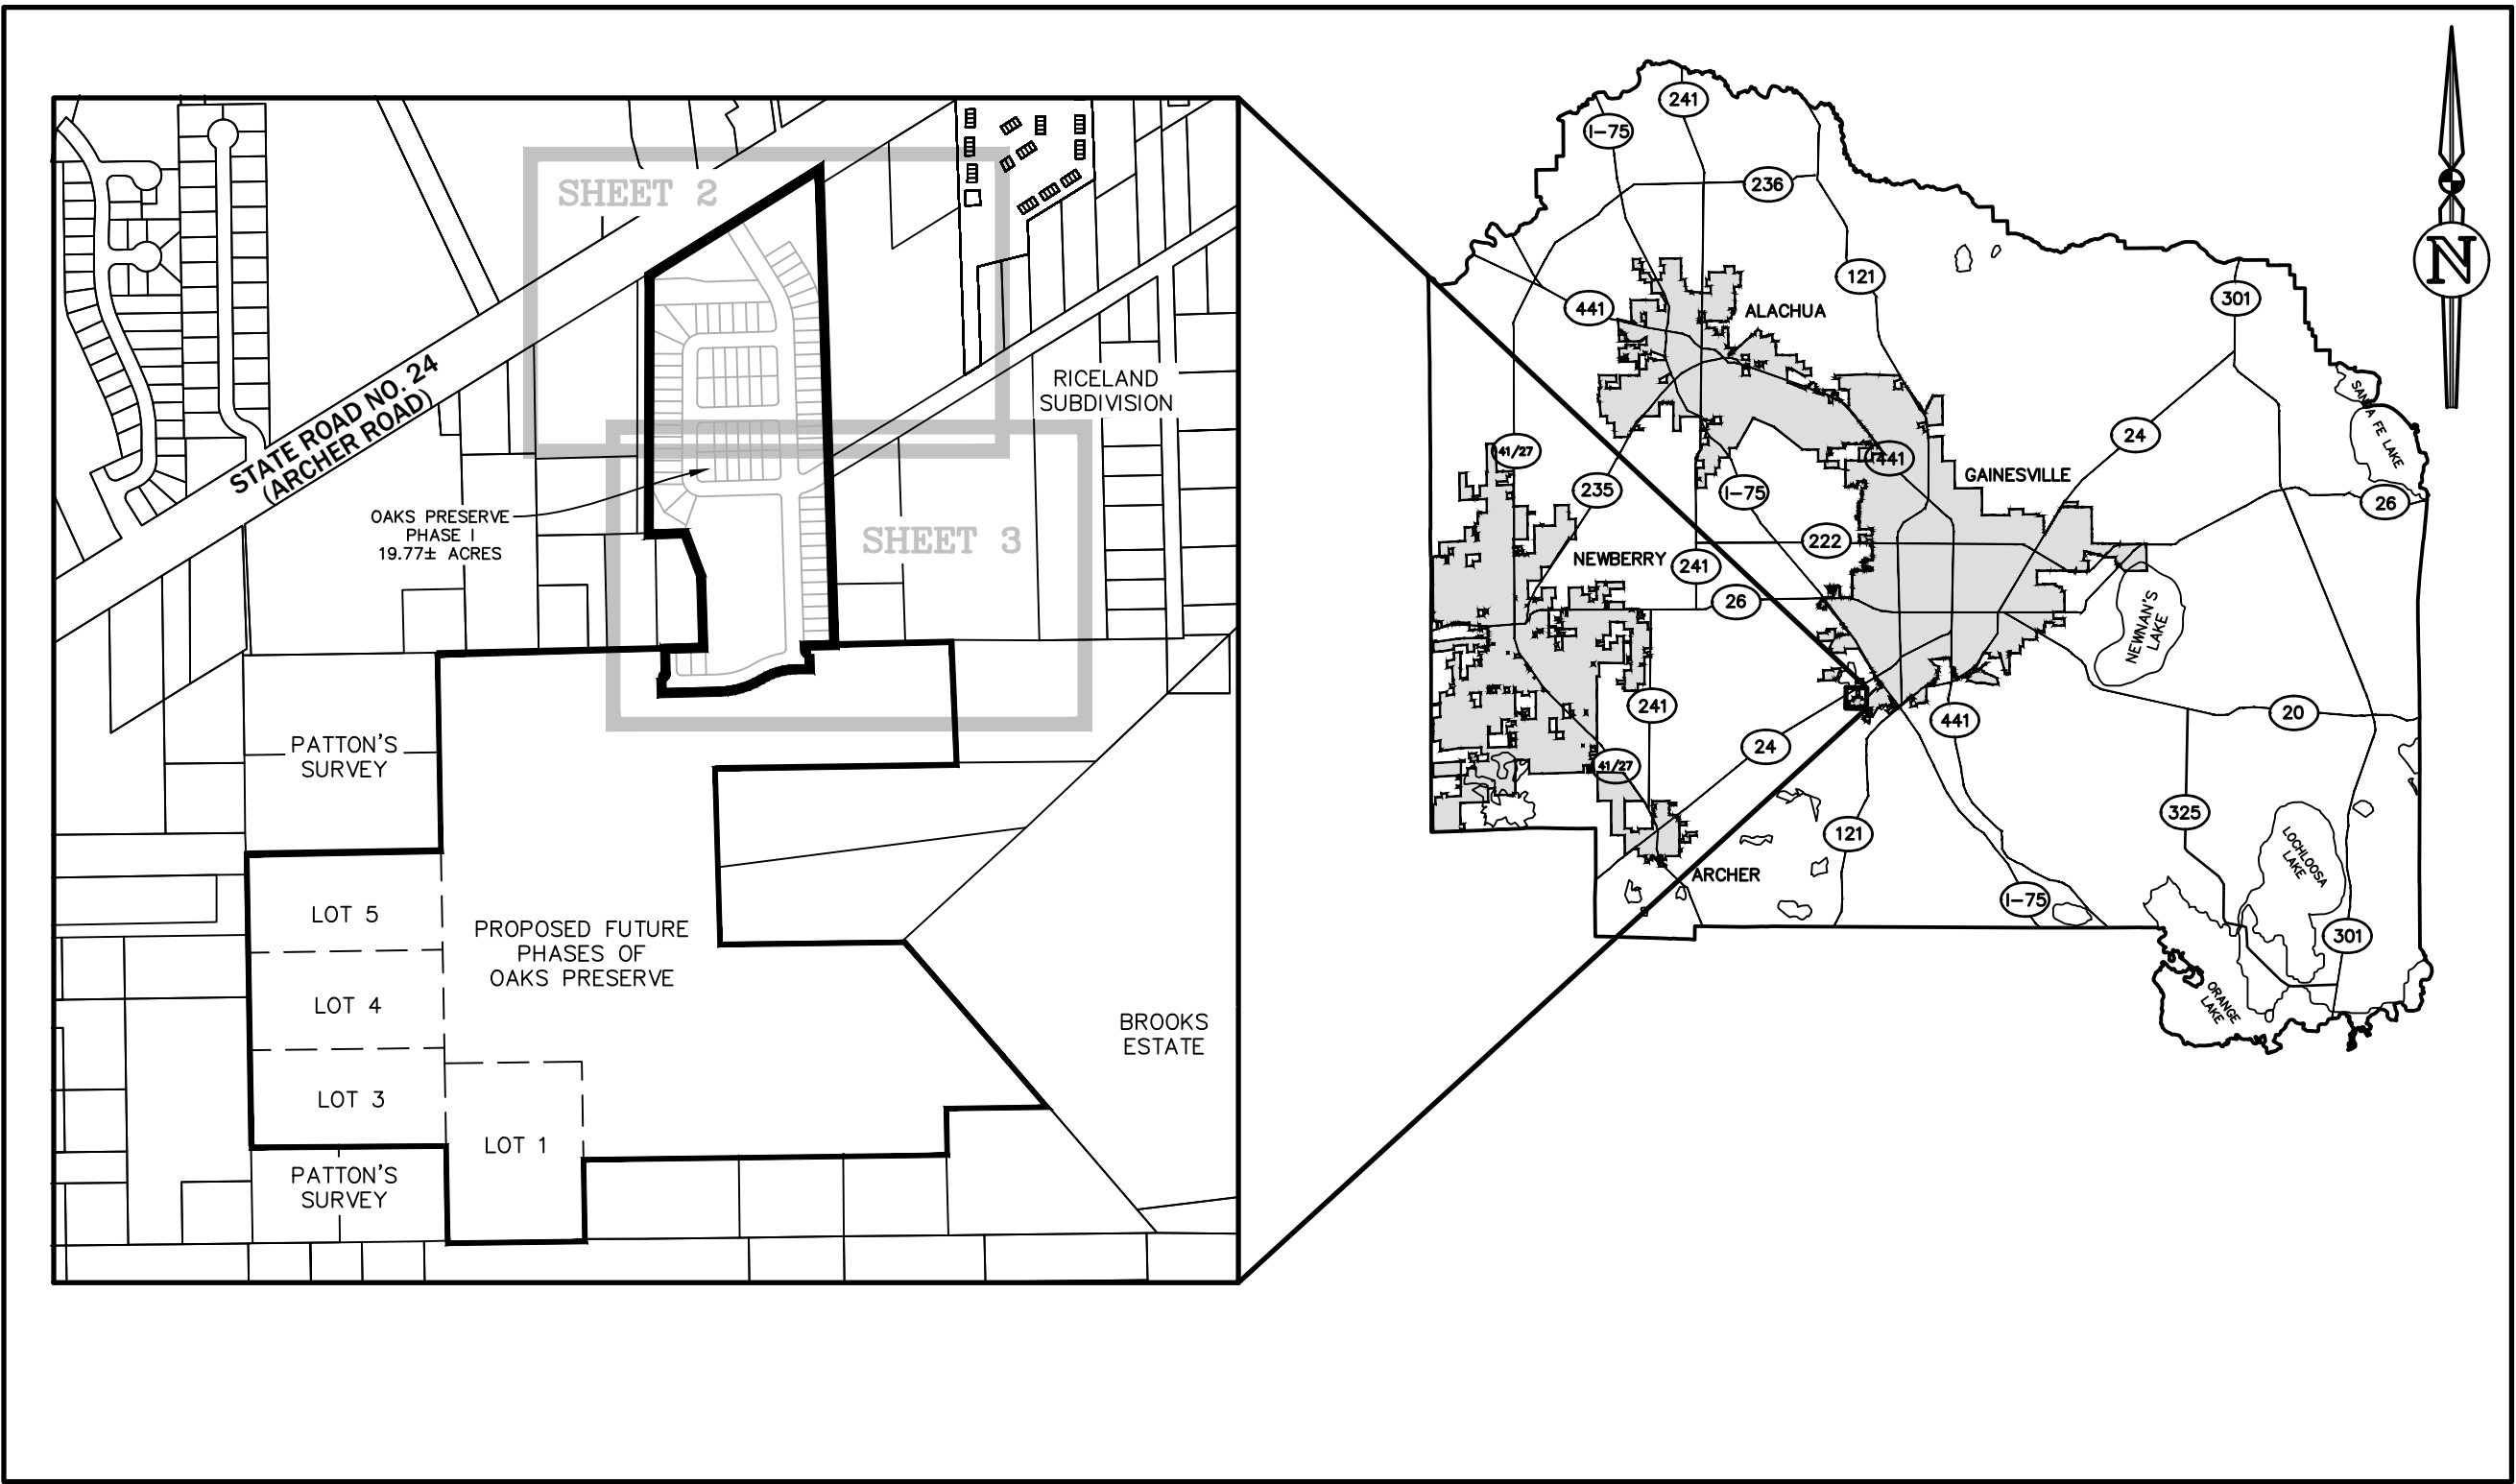 SHEET 2
STATE ROAD NO. 24
(ARCHER ROAD)
RICELAND
SUBDIVISION
OAKS PRESERVE
PHASE I
19.77± ACRES
SHEET 3
PATTON'S
SURVEY
LOT 5
LOT 4
LOT 3
LOT 1
PROPOSED FUTURE
PHASES OF
OAKS PRESERVE
BROOKS
ESTATE
PATTON'S
SURVEY
241
I-75
236
121
441
ALACHUA
301
N
SANTA FE LAKE
24
41/27
441
GAINESVILLE
235
I-75
26
222
NEWBERRY
241
26
NEWNAN'S
LAKE
241
441
20
24
41/27
325
121
LOCHLOOSA
LAKE
ARCHER
I-75
301
ORANGE
LAKE